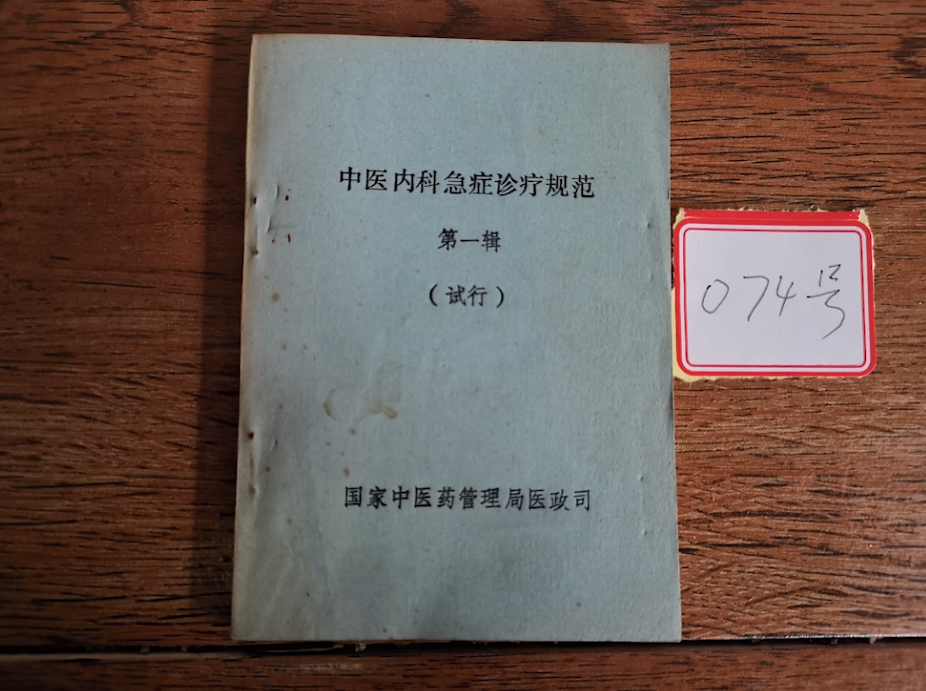 中医内科急症诊疗规范
第一辑
(试行)
国家中医药管理局医政司
074号